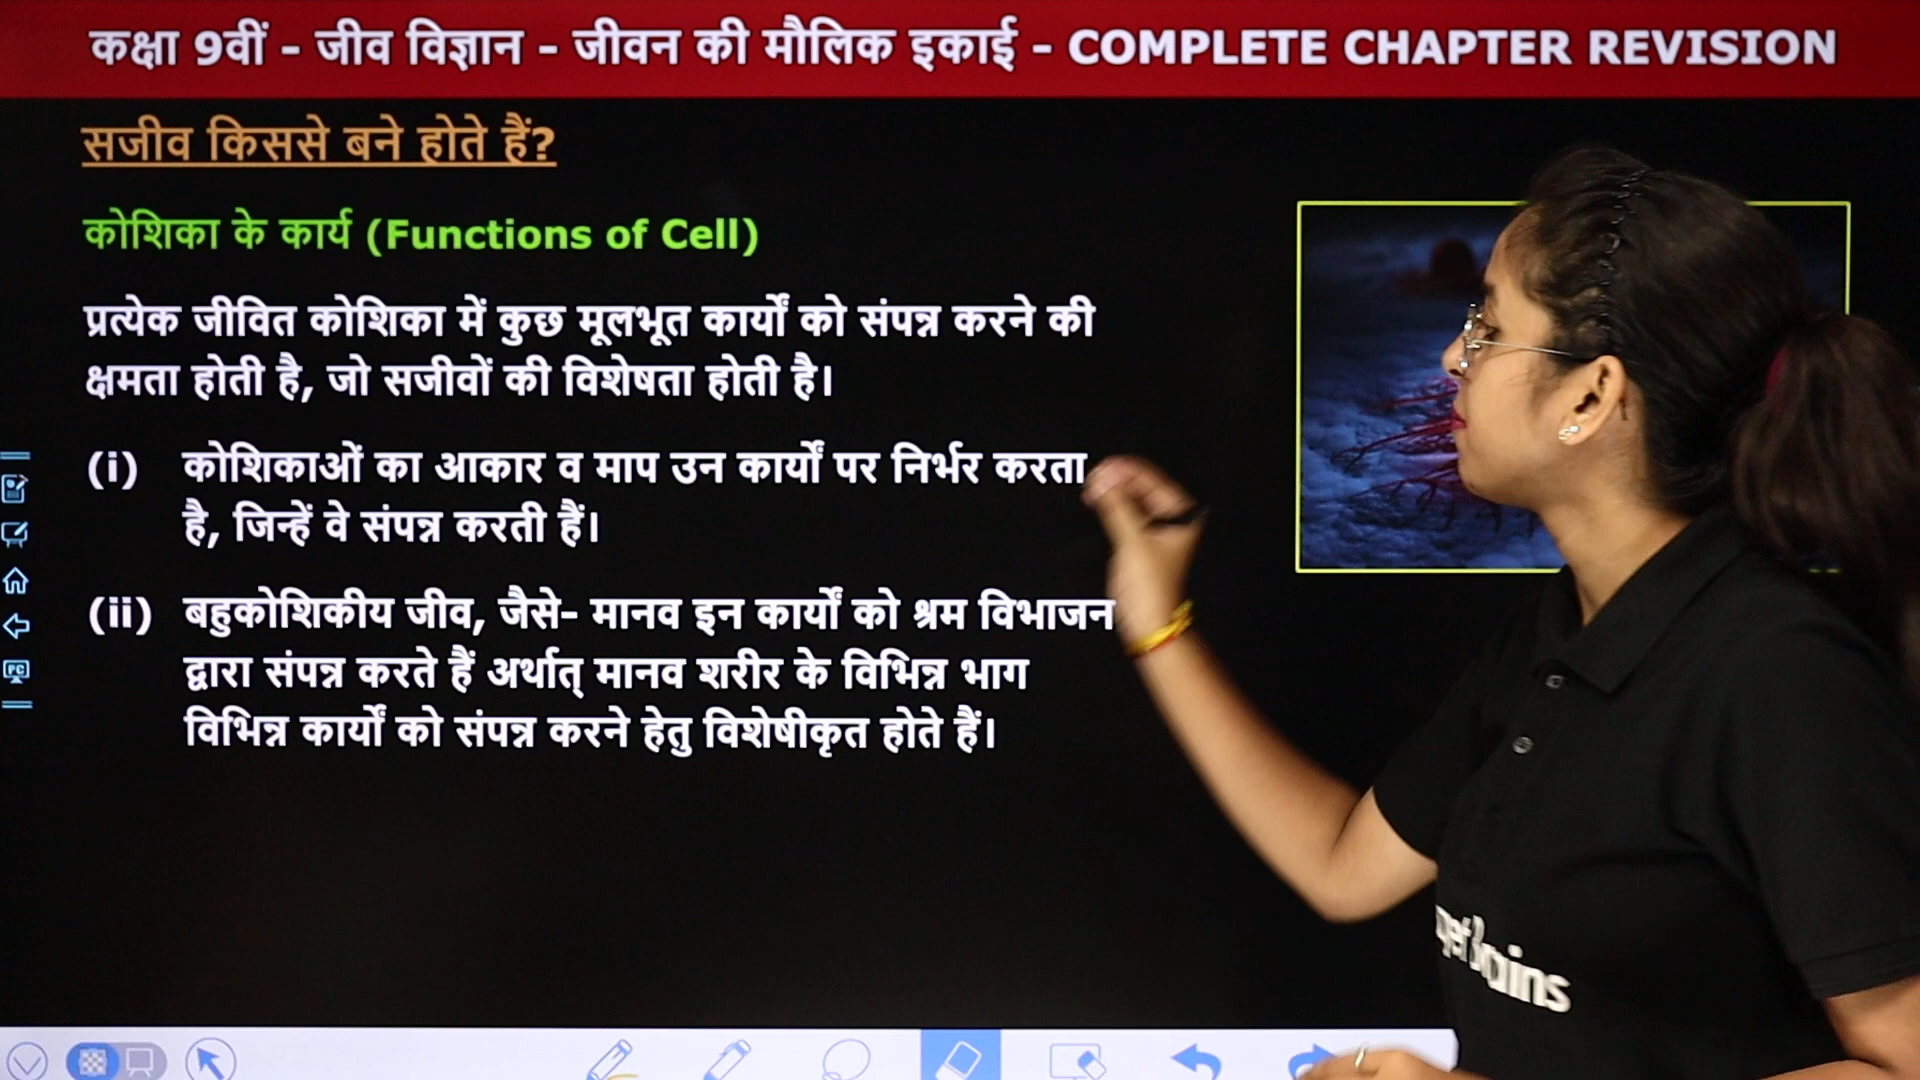 कक्षा 9वीं - जीव विज्ञान - जीवन की मौलिक इकाई - COMPLETE CHAPTER REVISION
सजीव किससे बने होते हैं?
कोशिका के कार्य (Functions of Cell)
प्रत्येक जीवित कोशिका में कुछ मूलभूत कार्यों को संपन्न करने की
क्षमता होती है, जो सजीवों की विशेषता होती है।
(i) कोशिकाओं का आकार व माप उन कार्यों पर निर्भर करता
है, जिन्हें वे संपन्न करती हैं।
(ii) बहुकोशिकीय जीव, जैसे- मानव इन कार्यों को श्रम विभाजन
द्वारा संपन्न करते हैं अर्थात् मानव शरीर के विभिन्न भाग
विभिन्न कार्यों को संपन्न करने हेतु विशेषीकृत होते हैं।
PC